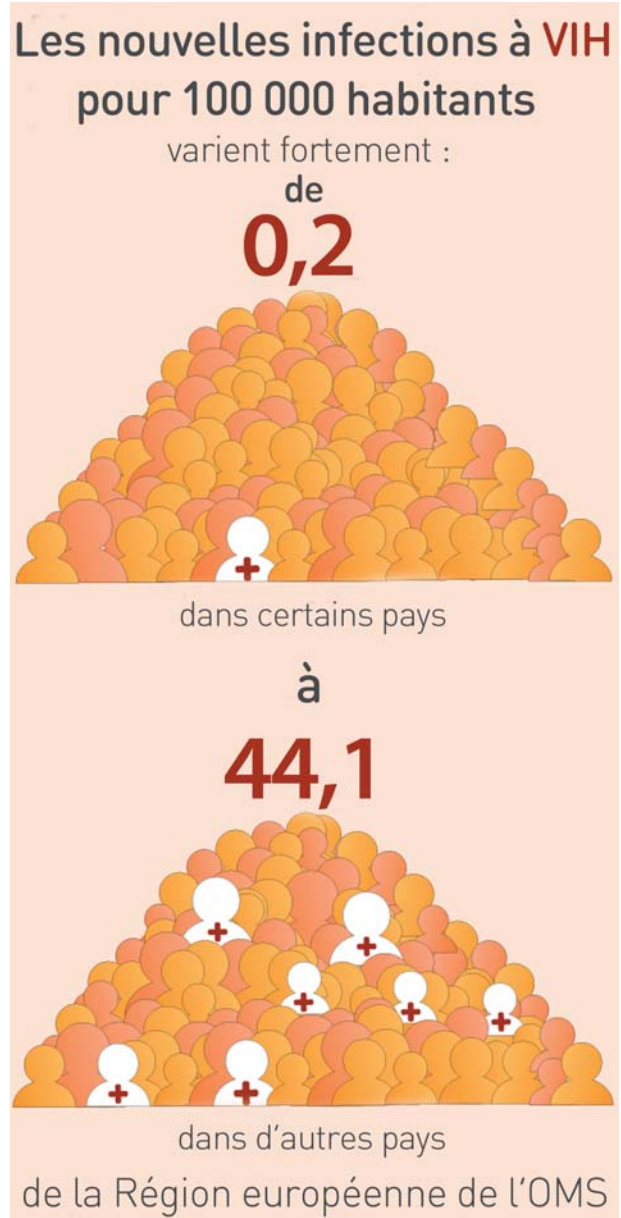 Les nouvelles infections à VIH
pour 100 000 habitants
varient fortement :
de
0,2
dans certains pays
à
44,1
dans d'autres pays
de la Région européenne de l'OMS